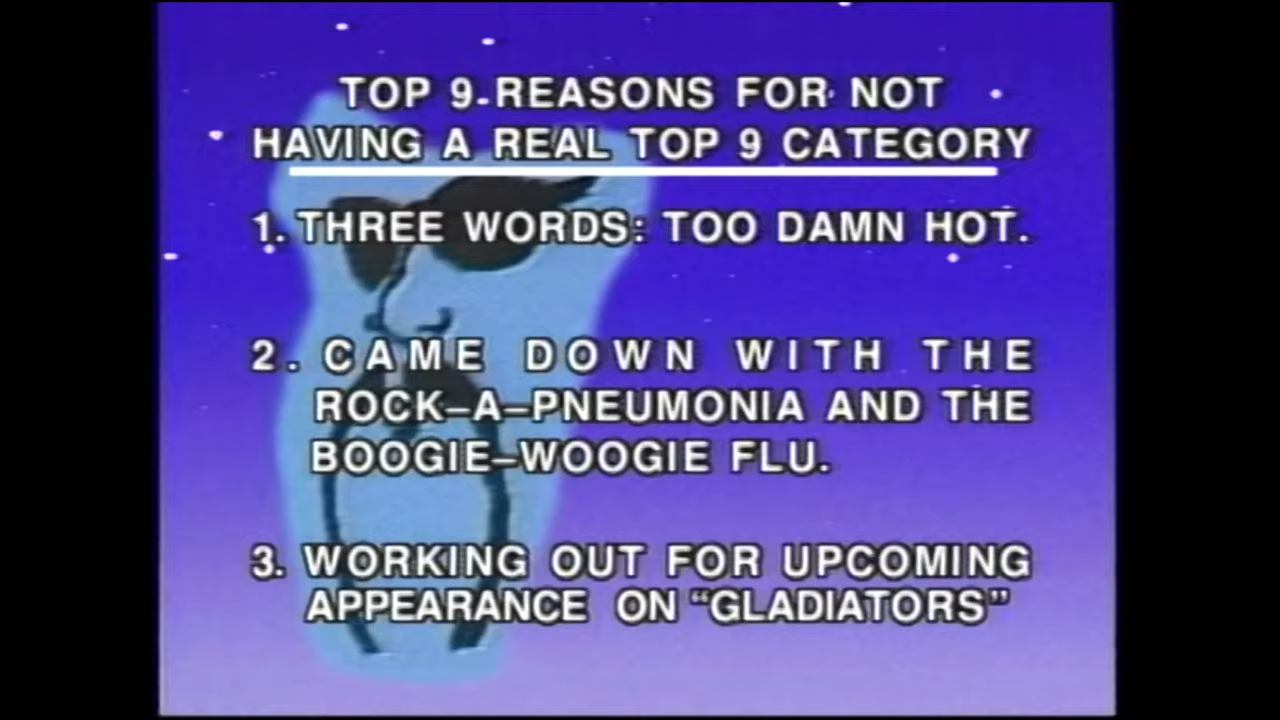 TOP 9 REASONS FOR NOT
HAVING A REAL TOP 9 CATEGORY
1. THREE WORDS: TOO DAMN HOT.
2. CAME DOWN WITH THE
ROCK–A–PNEUMONIA AND THE
BOOGIE–WOOGIE FLU.
3. WORKING OUT FOR UPCOMING
APPEARANCE ON “GLADIATORS”